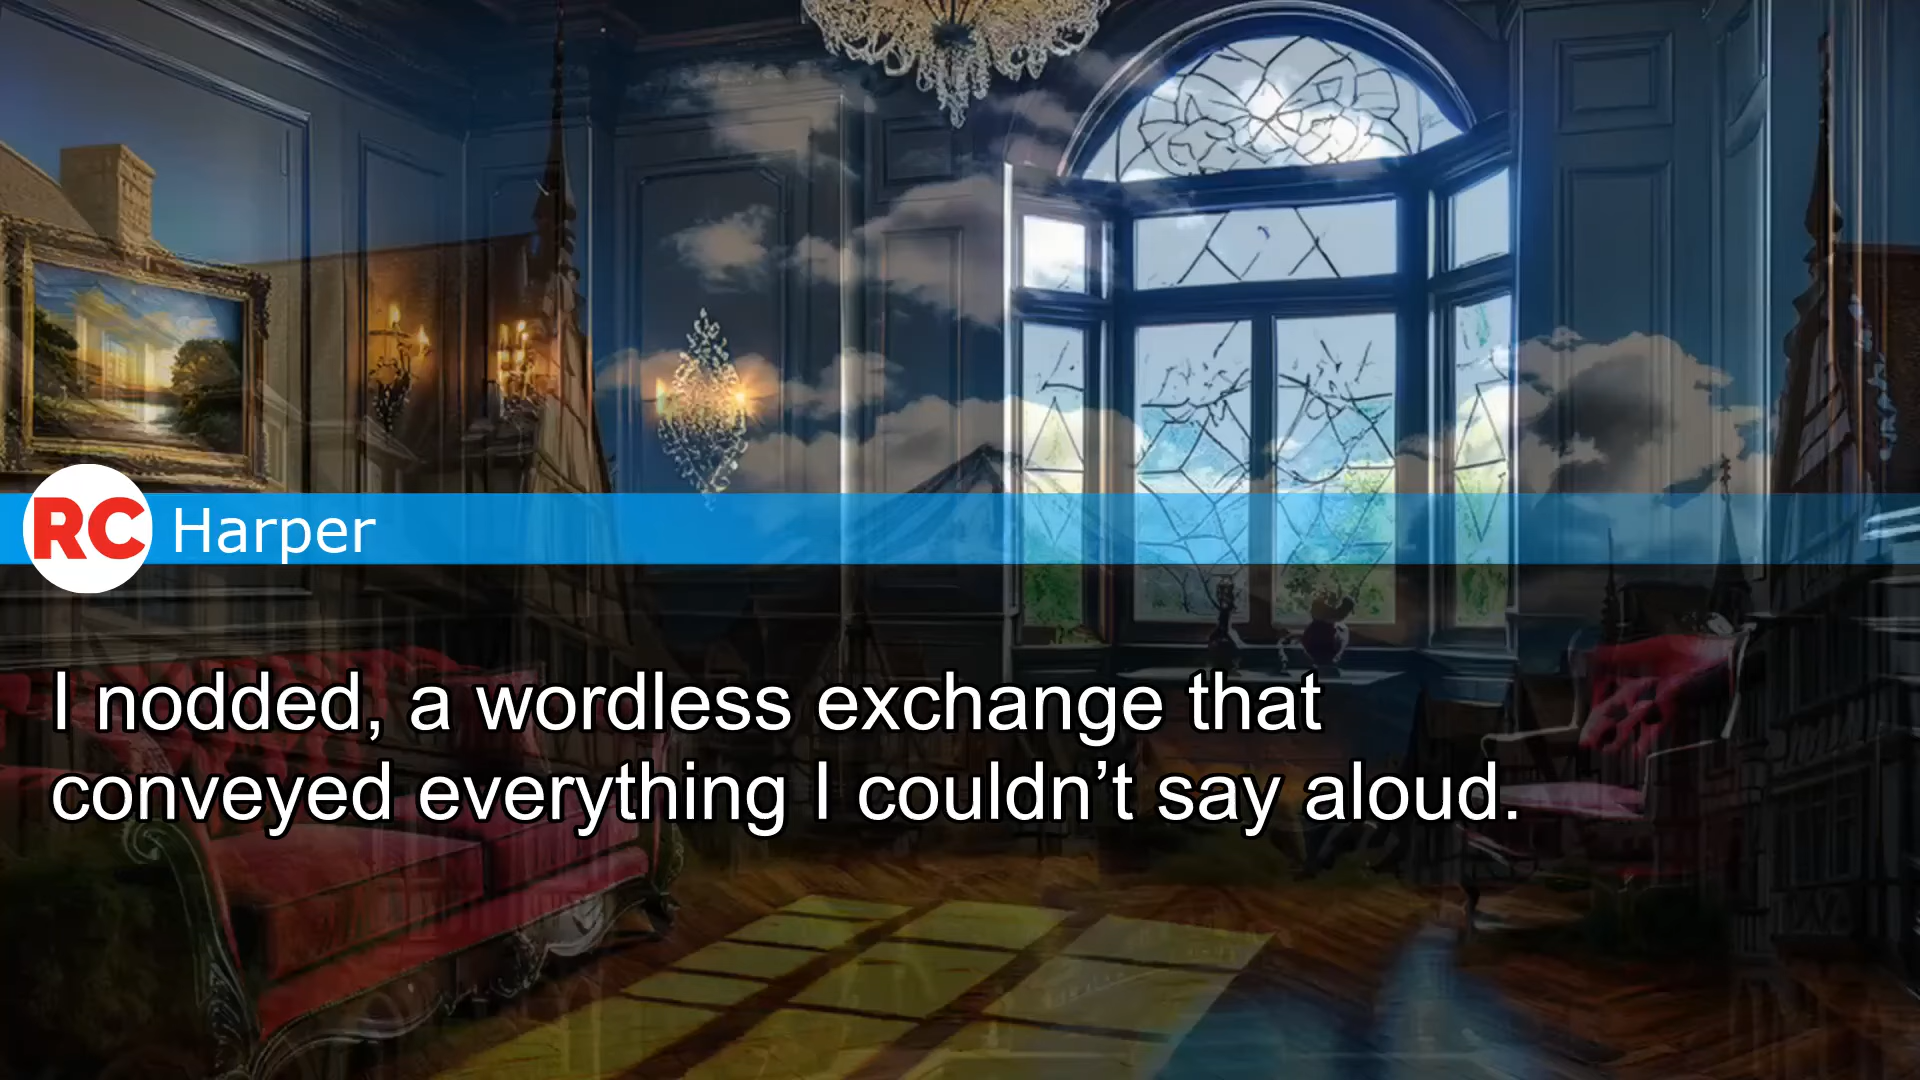 RC Harper
I nodded, a wordless exchange that
conveyed everything I couldn’t say aloud.